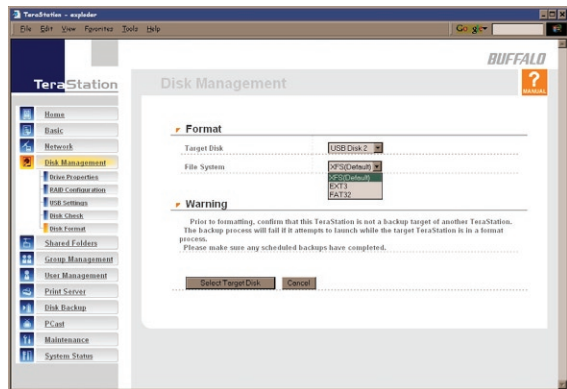 TeraStation - exploder
File Edit View Favorites Tools Help
Google
BUFFALO
TeraStation
Disk Management
?
MANUAL
Home
Basic
Network
Disk Management
Drive Properties
RAID Configuration
USB Settings
Disk Check
Disk Format
Shared Folders
Group Management
User Management
Print Server
Disk Backup
PCast
Maintenance
System Status
Format
Target Disk USB Disk 2
File System XFS(Default)
XFS(Default)
EXT3
FAT32
Warning
Prior to formatting, confirm that this TeraStation is not a backup target of another TeraStation.
The backup process will fail if it attempts to launch while the target TeraStation is in a format
process.
Please make sure any scheduled backups have completed.
Select Target Disk Cancel